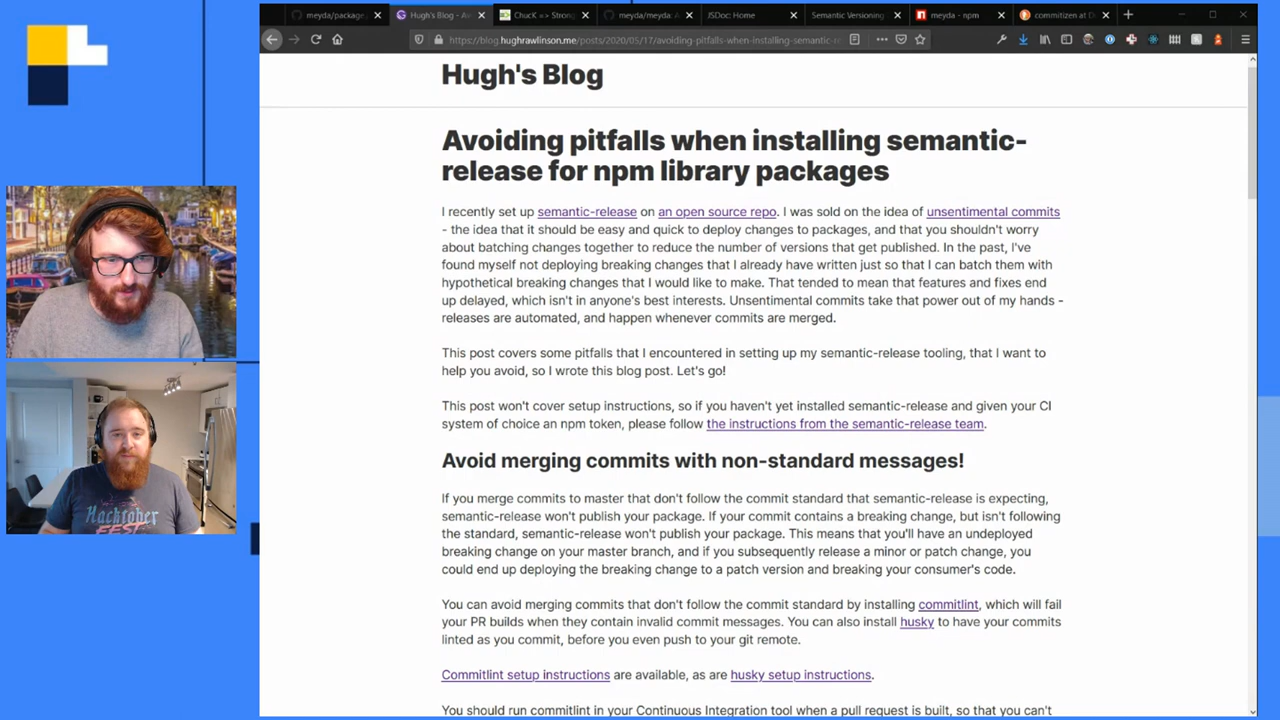 meyda/package
Hugh's Blog - Av
ChucK => Strong
meyda/meyda: A
JSDoc: Home
Semantic Versioning
meyda - npm
commitizen at D
https://blog.hughrawlinson.me/posts/2020/05/17/avoiding-pitfalls-when-installing-semantic-r
Hugh's Blog
Avoiding pitfalls when installing semantic-
release for npm library packages
I recently set up semantic-release on an open source repo. I was sold on the idea of unsentimental commits
- the idea that it should be easy and quick to deploy changes to packages, and that you shouldn't worry
about batching changes together to reduce the number of versions that get published. In the past, I've
found myself not deploying breaking changes that I already have written just so that I can batch them with
hypothetical breaking changes that I would like to make. That tended to mean that features and fixes end
up delayed, which isn't in anyone's best interests. Unsentimental commits take that power out of my hands -
releases are automated, and happen whenever commits are merged.
This post covers some pitfalls that I encountered in setting up my semantic-release tooling, that I want to
help you avoid, so I wrote this blog post. Let's go!
This post won't cover setup instructions, so if you haven't yet installed semantic-release and given your CI
system of choice an npm token, please follow the instructions from the semantic-release team.
Avoid merging commits with non-standard messages!
If you merge commits to master that don't follow the commit standard that semantic-release is expecting,
semantic-release won't publish your package. If your commit contains a breaking change, but isn't following
the standard, semantic-release won't publish your package. This means that you'll have an undeployed
breaking change on your master branch, and if you subsequently release a minor or patch change, you
could end up deploying the breaking change to a patch version and breaking your consumer's code.
You can avoid merging commits that don't follow the commit standard by installing commitlint, which will fail
your PR builds when they contain invalid commit messages. You can also install husky to have your commits
linted as you commit, before you even push to your git remote.
Commitlint setup instructions are available, as are husky setup instructions.
You should run commitlint in your Continuous Integration tool when a pull request is built, so that you can't
Hacktober
FEST